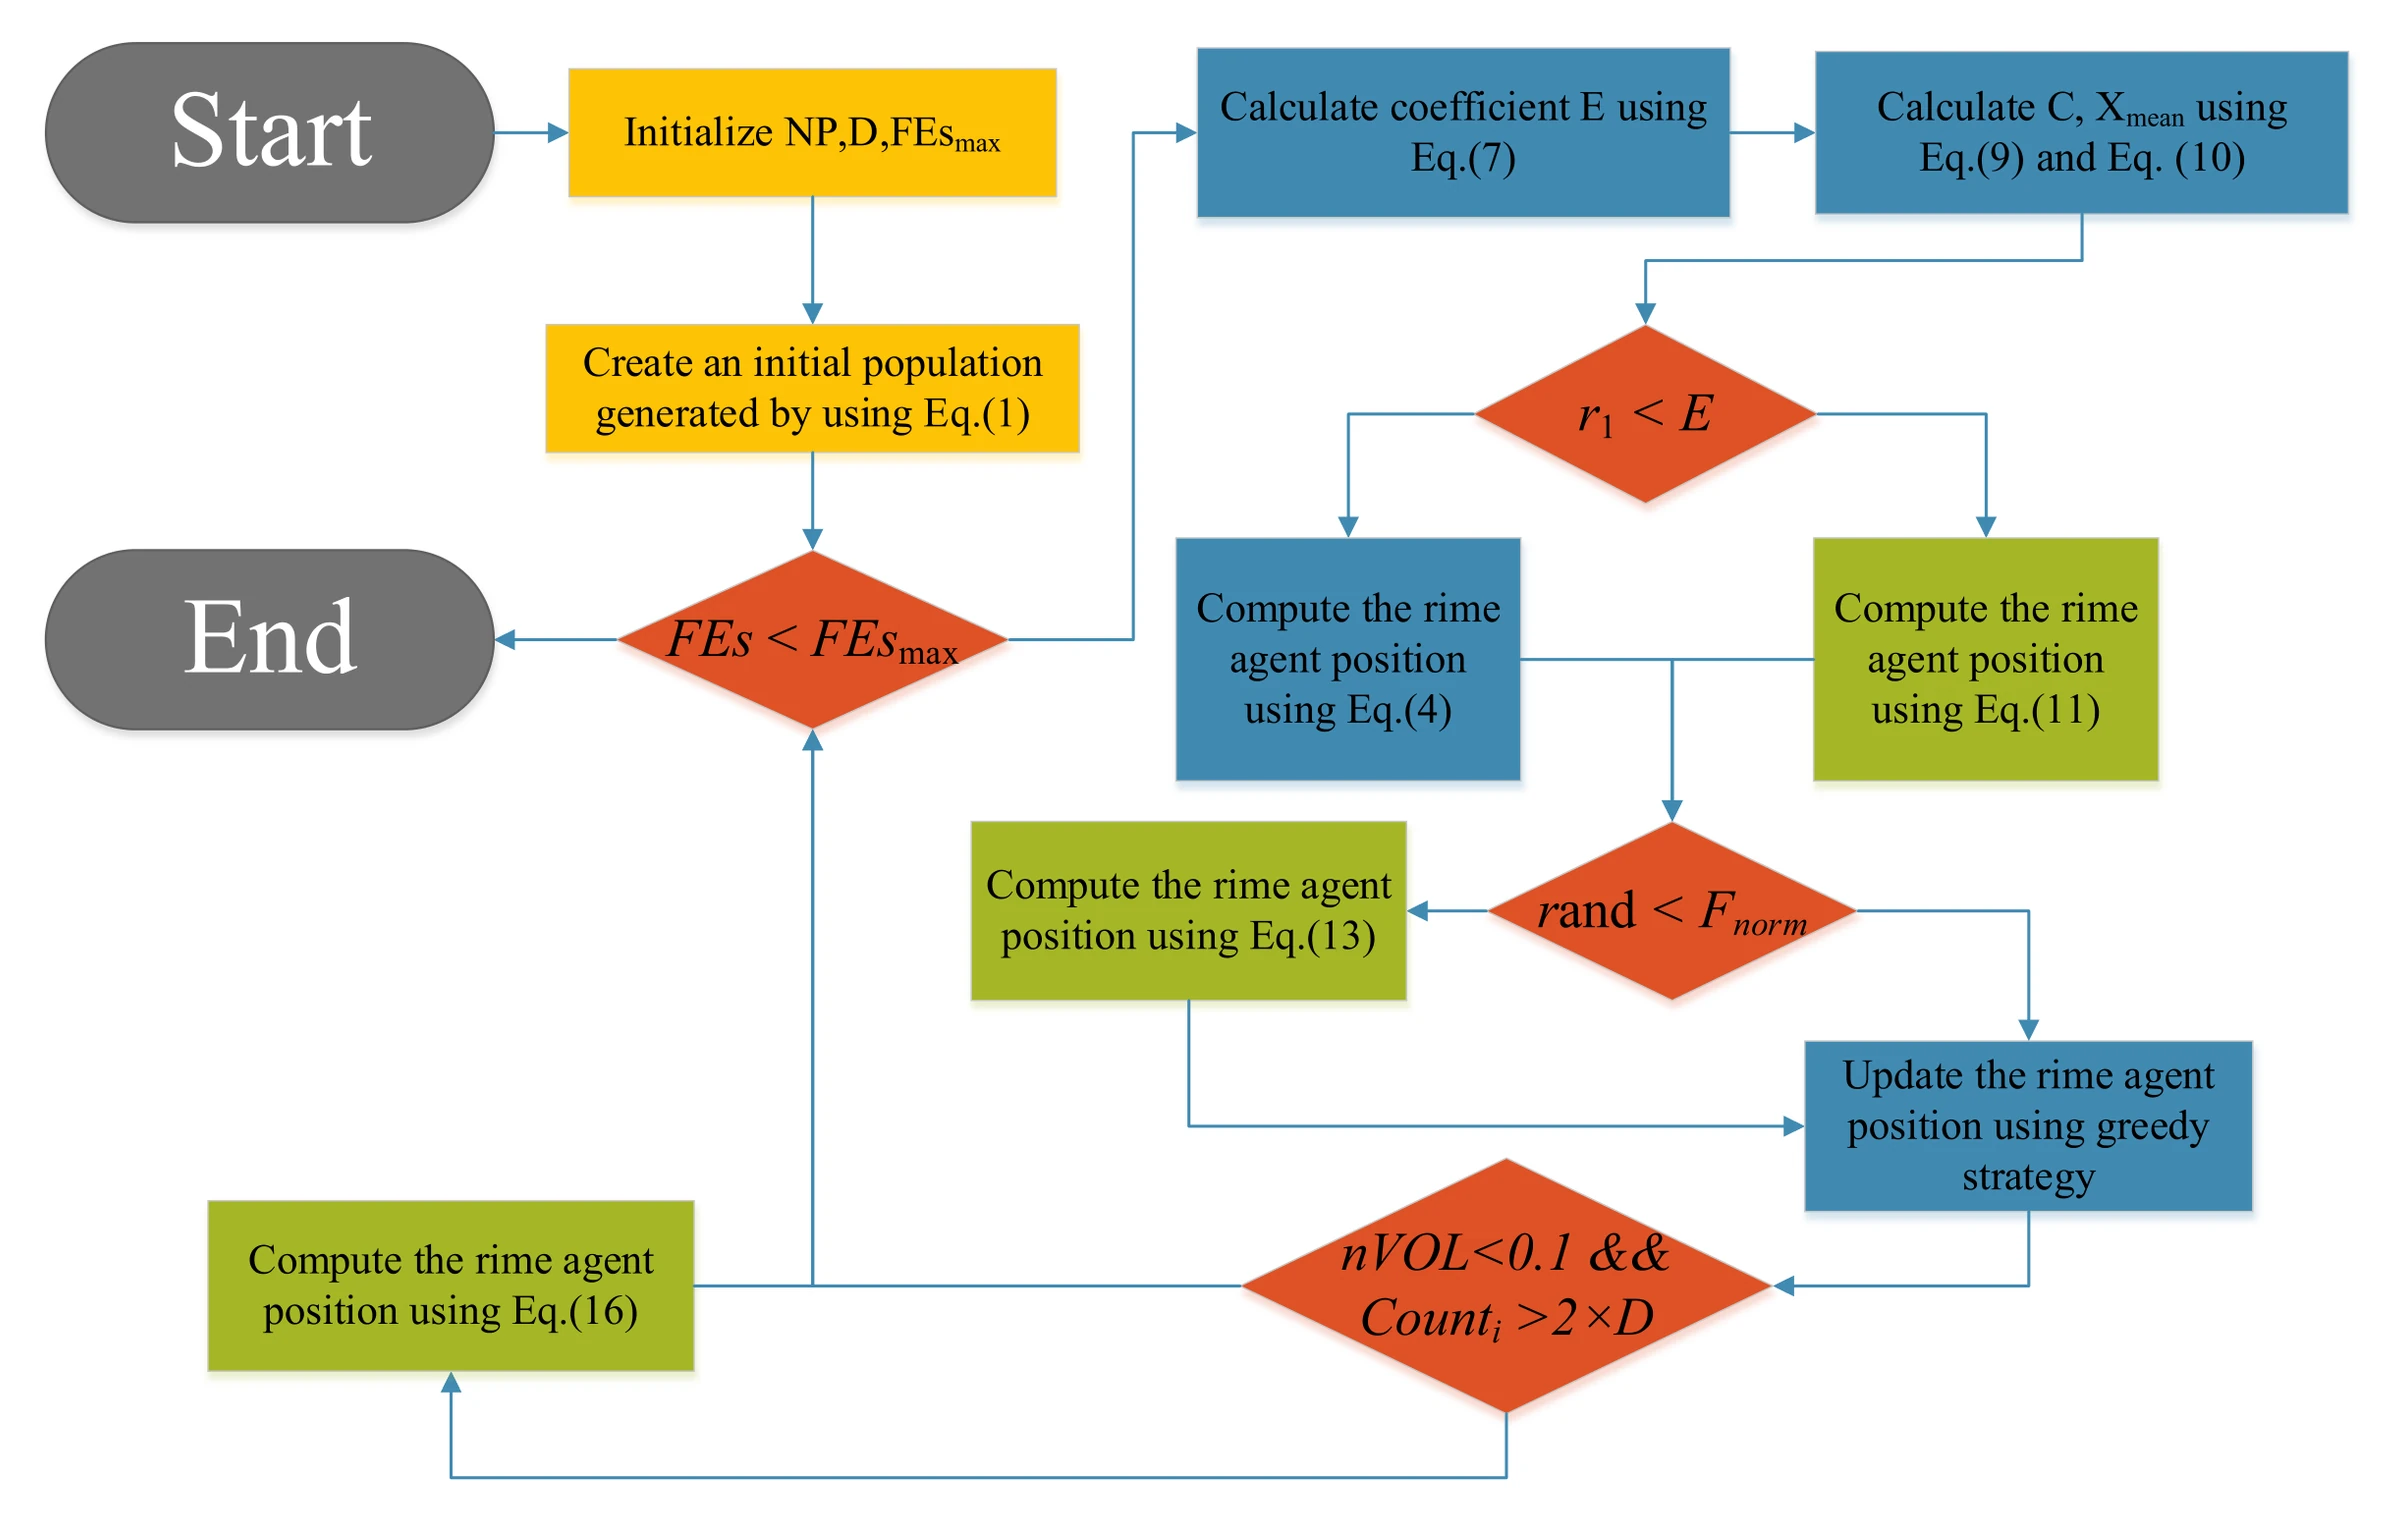 Start
Initialize NP,D,FEsmax
Calculate coefficient E using
Eq.(7)
Calculate C, Xmean using
Eq.(9) and Eq. (10)
Create an initial population
generated by using Eq.(1)
r1 < E
End
FEs < FEsmax
Compute the rime
agent position
using Eq.(4)
Compute the rime
agent position
using Eq.(11)
Compute the rime agent
position using Eq.(13)
rand < Fnorm
Update the rime agent
position using greedy
strategy
Compute the rime agent
position using Eq.(16)
nVOL<0.1 &&
Counti >2×D